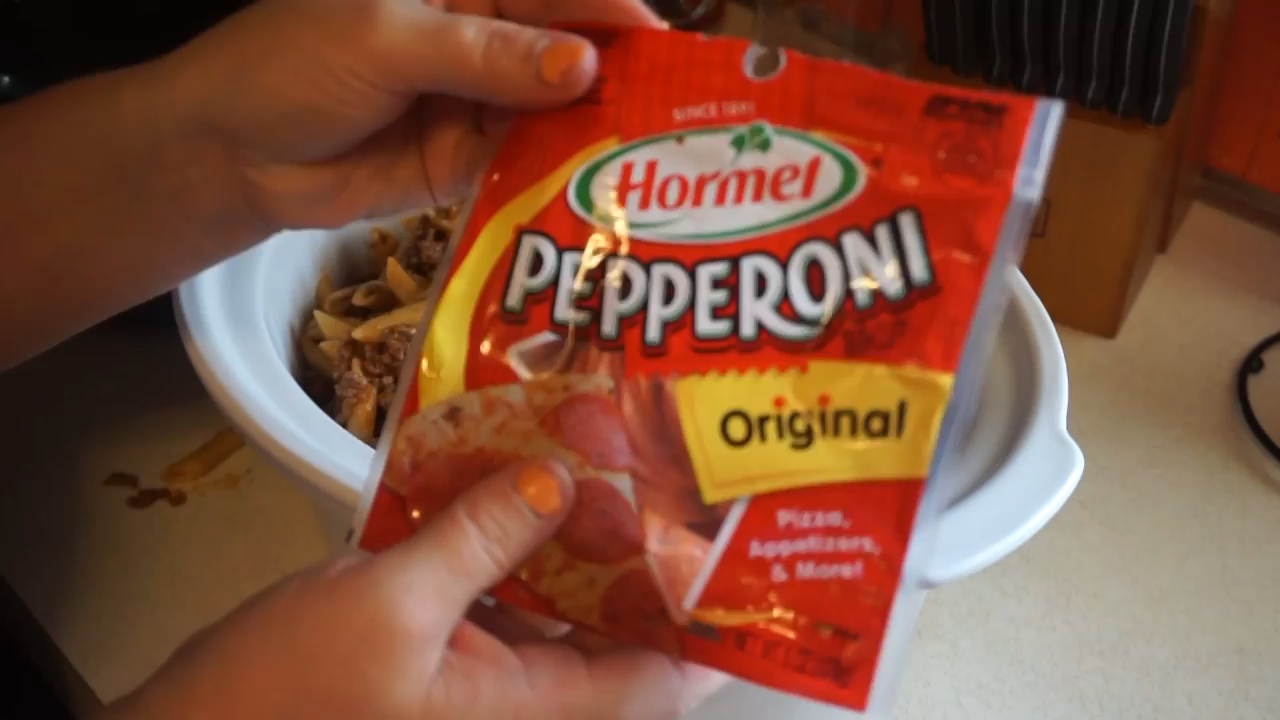 SINCE 1891
Hormel
PEPPERONI
Original
Pizza,
Appetizers,
& More!